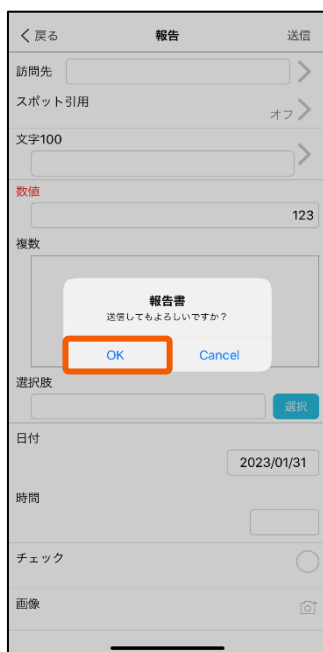 戻る 報告 送信
訪問先
スポット引用
オフ
文字100
数値
123
複数
報告書
送信してもよろしいですか？
OK Cancel
選択肢
選択
日付
2023/01/31
時間
チェック
画像